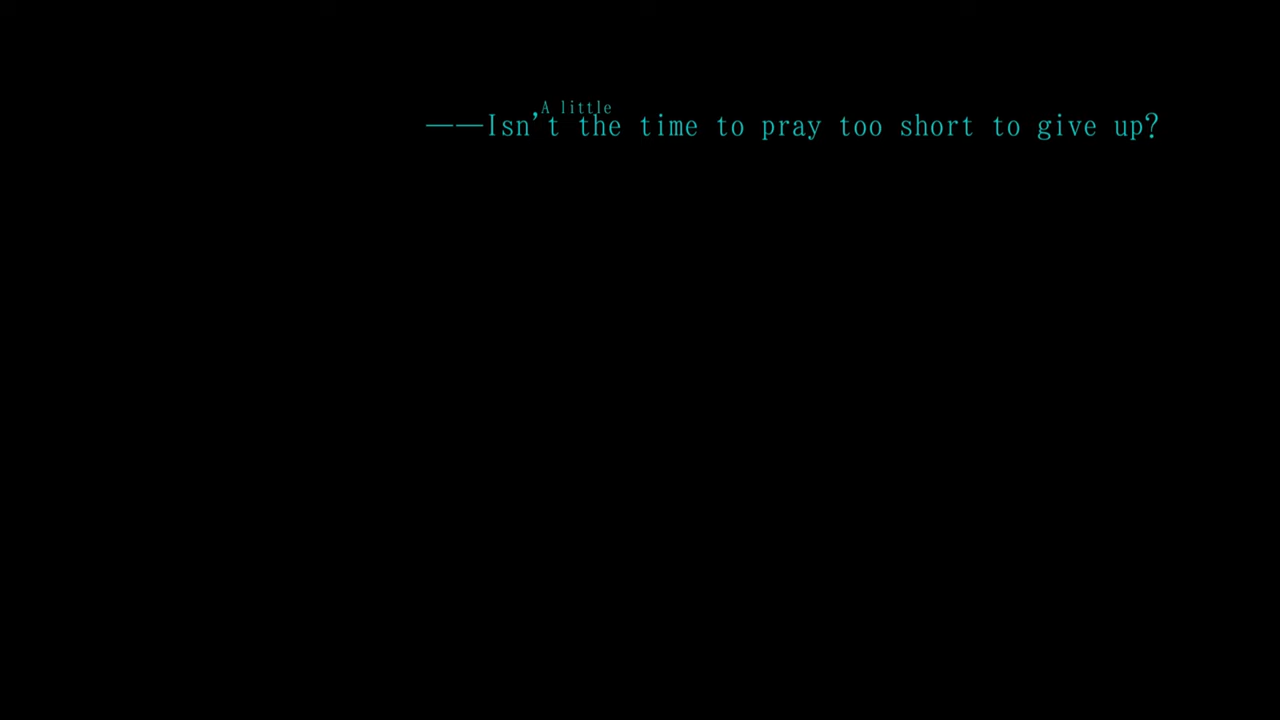 A little
——Isn’t the time to pray too short to give up?